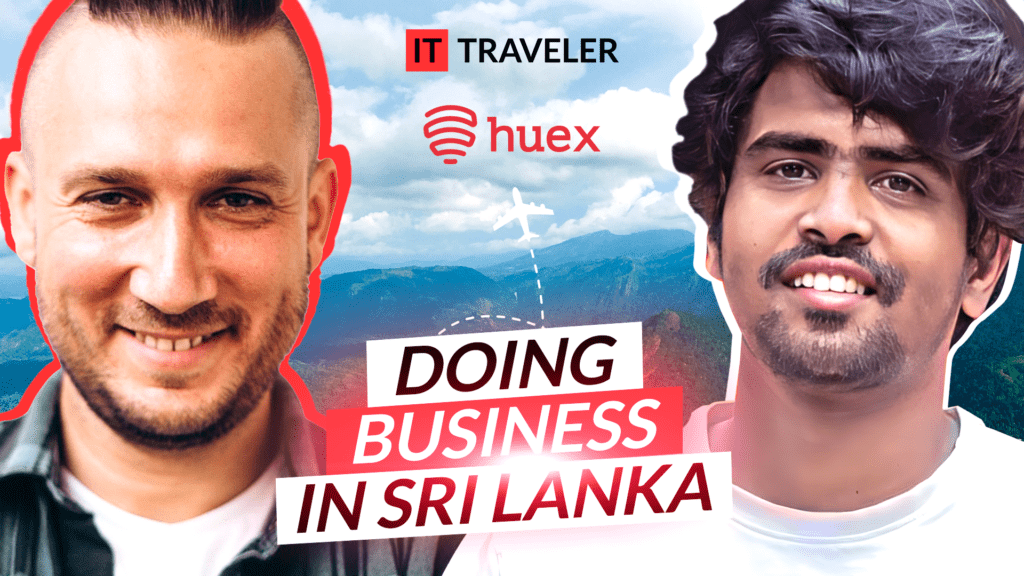 IT TRAVELER
huex
DOING
BUSINESS
IN SRI LANKA